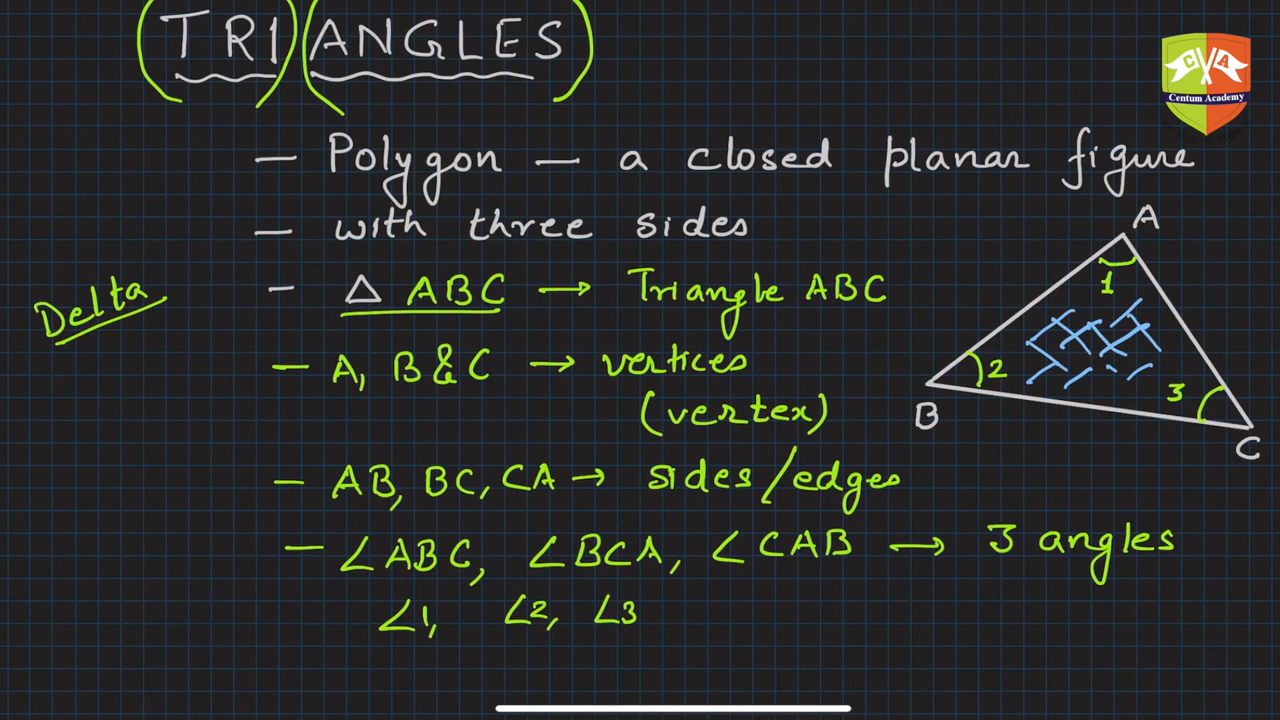 (TRI)(ANGLES)
C A
Centum Academy
– Polygon – a closed planar figure
– with three sides
Delta
– △ ABC → Triangle ABC
– A, B & C → vertices
(vertex)
– AB, BC, CA → sides/edges
– ∠ABC, ∠BCA, ∠CAB → 3 angles
∠1, ∠2, ∠3
A
1
2
3
B
C